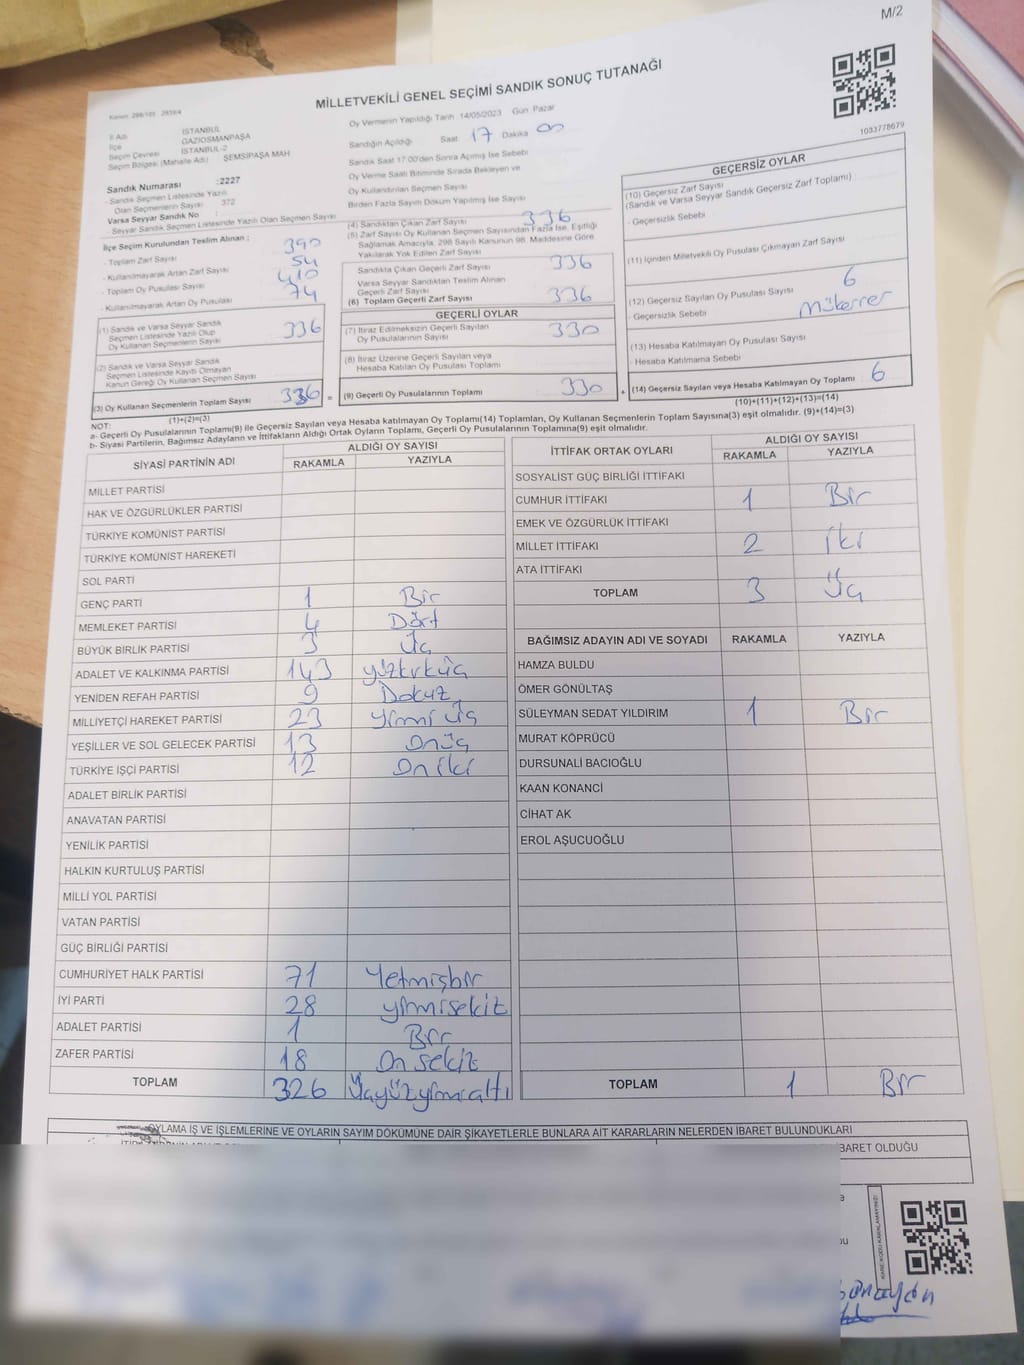 M/2
MİLLETVEKİLİ GENEL SEÇİMİ SANDIK SONUÇ TUTANAĞI
1033778679
İl Adı İSTANBUL
İlçe GAZİOSMANPAŞA
Seçim Çevresi İSTANBUL-2
Seçim Bölgesi (Mahalle Adı) : ŞEMSİPAŞA MAH
Sandık Numarası :2227
- Sandık Seçmen Listesinde Yazılı
Olan Seçmenlerin Sayısı 372
Varsa Seyyar Sandık No :
- Seyyar Sandık Seçmen Listesinde Yazılı Olan Seçmen Sayısı
İlçe Seçim Kurulundan Teslim Alınan ;
- Toplam Zarf Sayısı 390
- Kullanılmayarak Artan Zarf Sayısı 54
- Toplam Oy Pusulası Sayısı 410
- Kullanılmayarak Artan Oy Pusulası 74
(1) Sandık ve Varsa Seyyar Sandık
Seçmen Listesinde Yazılı Olup
Oy Kullanan Seçmenlerin Sayısı 336
(2) Sandık ve Varsa Seyyar Sandık
Seçmen Listesinde Kaydı Olmayan
Kanun Gereği Oy Kullanan Seçmen Sayısı
(3) Oy Kullanan Seçmenlerin Toplam Sayısı 336 =
(1)+(2)=(3)
Oy Vermenin Yapıldığı Tarih 14/05/2023 Gün Pazar
Sandığın Açıldığı Saat 17 Dakika 00
Sandık Saat 17.00'den Sonra Açımış İse Sebebi
Oy Verme Saati Bitiminde Sırada Bekleyen ve
Oy Kullandırılan Seçmen Sayısı
Birden Fazla Sayım Döküm Yapılmış İse Sayısı
(4) Sandıktan Çıkan Zarf Sayısı 336
(5) Zarf Sayısı Oy Kullanan Seçmen Sayısından Fazla İse, Eşitliği
Sağlamak Amacıyla, 298 Sayılı Kanunun 98. Maddesine Göre
Yakılarak Yok Edilen Zarf Sayısı
Sandıkta Çıkan Geçerli Zarf Sayısı 336
Varsa Seyyar Sandıktan Teslim Alınan
Geçerli Zarf Sayısı
(6) Toplam Geçerli Zarf Sayısı 336
GEÇERLİ OYLAR
(7) İtiraz Edilmeksizin Geçerli Sayılan
Oy Pusulalarının Sayısı 330
(8) İtiraz Üzerine Geçerli Sayılan veya
Hesaba Katılan Oy Pusulası Toplamı
(9) Geçerli Oy Pusulalarının Toplamı 330 +
GEÇERSİZ OYLAR
(10) Geçersiz Zarf Sayısı
(Sandık ve Varsa Seyyar Sandık Geçersiz Zarf Toplamı) :
- Geçersizlik Sebebi
(11) İçinden Milletvekili Oy Pusulası Çıkmayan Zarf Sayısı
(12) Geçersiz Sayılan Oy Pusulası Sayısı 6
- Geçersizlik Sebebi Mükerrer
(13) Hesaba Katılmayan Oy Pusulası Sayısı
- Hesaba Katılmama Sebebi
(14) Geçersiz Sayılan veya Hesaba Katılmayan Oy Toplamı 6
(10)+(11)+(12)+(13)=(14)
NOT:
a- Geçerli Oy Pusulalarının Toplamı(9) ile Geçersiz Sayılan veya Hesaba katılmayan Oy Toplamı(14) Toplamları, Oy Kullanan Seçmenlerin Toplam Sayısına(3) eşit olmalıdır. (9)+(14)=(3)
b- Siyasi Partilerin, Bağımsız Adayların ve İttifakların Aldığı Ortak Oyların Toplamı, Geçerli Oy Pusulalarının Toplamına(9) eşit olmalıdır.
SİYASİ PARTİNİN ADI ALDIĞI OY SAYISI
RAKAMLA YAZIYLA
MİLLET PARTİSİ
HAK VE ÖZGÜRLÜKLER PARTİSİ
TÜRKİYE KOMÜNİST PARTİSİ
TÜRKİYE KOMÜNİST HAREKETİ
SOL PARTİ
GENÇ PARTİ 1 Bir
MEMLEKET PARTİSİ 4 Dört
BÜYÜK BİRLİK PARTİSİ 3 Üç
ADALET VE KALKINMA PARTİSİ 143 yüzkırküç
YENİDEN REFAH PARTİSİ 9 Dokuz
MİLLİYETÇİ HAREKET PARTİSİ 23 yirmi üç
YEŞİLLER VE SOL GELECEK PARTİSİ 13 onüç
TÜRKİYE İŞÇİ PARTİSİ 12 on iki
ADALET BİRLİK PARTİSİ
ANAVATAN PARTİSİ
YENİLİK PARTİSİ
HALKIN KURTULUŞ PARTİSİ
MİLLİ YOL PARTİSİ
VATAN PARTİSİ
GÜÇ BİRLİĞİ PARTİSİ
CUMHURİYET HALK PARTİSİ 71 Yetmişbir
İYİ PARTİ 28 yirmisekiz
ADALET PARTİSİ 1 Bir
ZAFER PARTİSİ 18 On sekiz
TOPLAM 326 Üçyüzyirmialtı
İTTİFAK ORTAK OYLARI ALDIĞI OY SAYISI
RAKAMLA YAZIYLA
SOSYALİST GÜÇ BİRLİĞİ İTTİFAKI
CUMHUR İTTİFAKI 1 Bir
EMEK VE ÖZGÜRLÜK İTTİFAKI
MİLLET İTTİFAKI 2 İki
ATA İTTİFAKI
TOPLAM 3 Üç
BAĞIMSIZ ADAYIN ADI VE SOYADI RAKAMLA YAZIYLA
HAMZA BULDU
ÖMER GÖNÜLTAŞ
SÜLEYMAN SEDAT YILDIRIM 1 Bir
MURAT KÖPRÜCÜ
DURSUNALİ BACIOĞLU
KAAN KONANCİ
CİHAT AK
EROL AŞUCUOĞLU
TOPLAM 1 Bir
OYLAMA İŞ VE İŞLEMLERİNE VE OYLARIN SAYIM DÖKÜMÜNE DAİR ŞİKAYETLERLE BUNLARA AİT KARARLARIN NELERDEN İBARET BULUNDUKLARI
BARET OLDUĞU